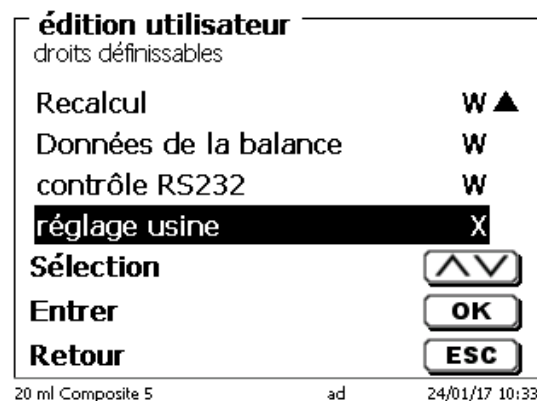 édition utilisateur
droits définissables
Recalcul W ▲
Données de la balance W
contrôle RS232 W
réglage usine X
Sélection
Entrer OK
Retour ESC
20 ml Composite 5 ad 24/01/17 10:33